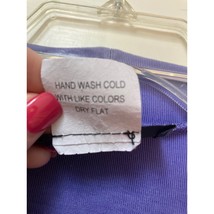 HAND WASH COLD
WITH LIKE COLORS
DRY FLAT